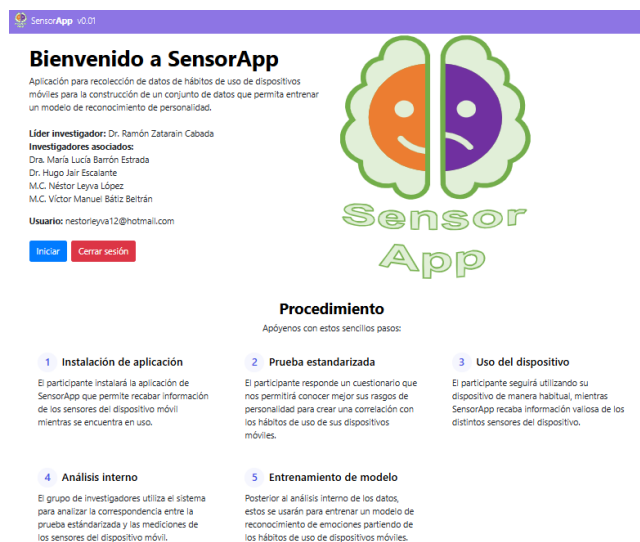 SensorApp v0.01
Bienvenido a SensorApp
Aplicación para recolección de datos de hábitos de uso de dispositivos
móviles para la construcción de un conjunto de datos que permita entrenar
un modelo de reconocimiento de personalidad.
Líder investigador: Dr. Ramón Zatarain Cabada
Investigadores asociados:
Dra. María Lucía Barrón Estrada
Dr. Hugo Jair Escalante
M.C. Néstor Leyva López
M.C. Víctor Manuel Bátiz Beltrán
Usuario: nestorleyva12@hotmail.com
Iniciar
Cerrar sesión
Sensor
App
Procedimiento
Apóyenos con estos sencillos pasos:
1 Instalación de aplicación
El participante instalará la aplicación de
SensorApp que permite recabar información
de los sensores del dispositivo móvil
mientras se encuentra en uso.
2 Prueba estandarizada
El participante responde un cuestionario que
nos permitirá conocer mejor sus rasgos de
personalidad para crear una correlación con
los hábitos de uso de sus dispositivos
móviles.
3 Uso del dispositivo
El participante seguirá utilizando su
dispositivo de manera habitual, mientras
SensorApp recaba información valiosa de los
distintos sensores del dispositivo.
4 Análisis interno
El grupo de investigadores utiliza el sistema
para analizar la correspondencia entre la
prueba estándarizada y las mediciones de
los sensores del dispositivo móvil.
5 Entrenamiento de modelo
Posterior al análisis interno de los datos,
estos se usarán para entrenar un modelo de
reconocimiento de emociones partiendo de
los hábitos de uso de dispositivos móviles.